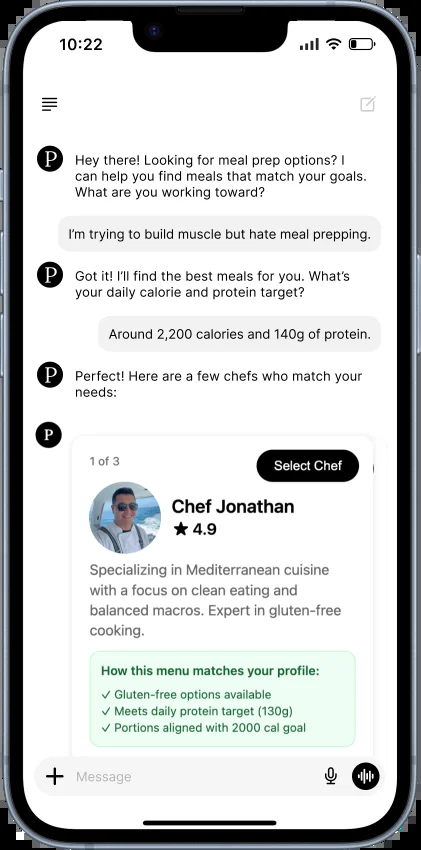 10:22
P
Hey there! Looking for meal prep options? I
can help you find meals that match your goals.
What are you working toward?
I'm trying to build muscle but hate meal prepping.
P
Got it! I'll find the best meals for you. What's
your daily calorie and protein target?
Around 2,200 calories and 140g of protein.
P
Perfect! Here are a few chefs who match your
needs:
P
1 of 3
Select Chef
Chef Jonathan
★ 4.9
Specializing in Mediterranean cuisine
with a focus on clean eating and
balanced macros. Expert in gluten-free
cooking.
How this menu matches your profile:
✓ Gluten-free options available
✓ Meets daily protein target (130g)
✓ Portions aligned with 2000 cal goal
Message